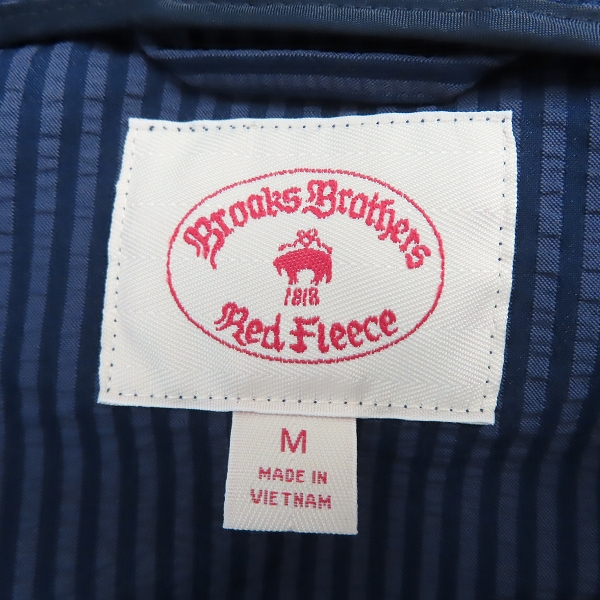 Brooks Brothers
1818
Red Fleece
M
MADE IN
VIETNAM